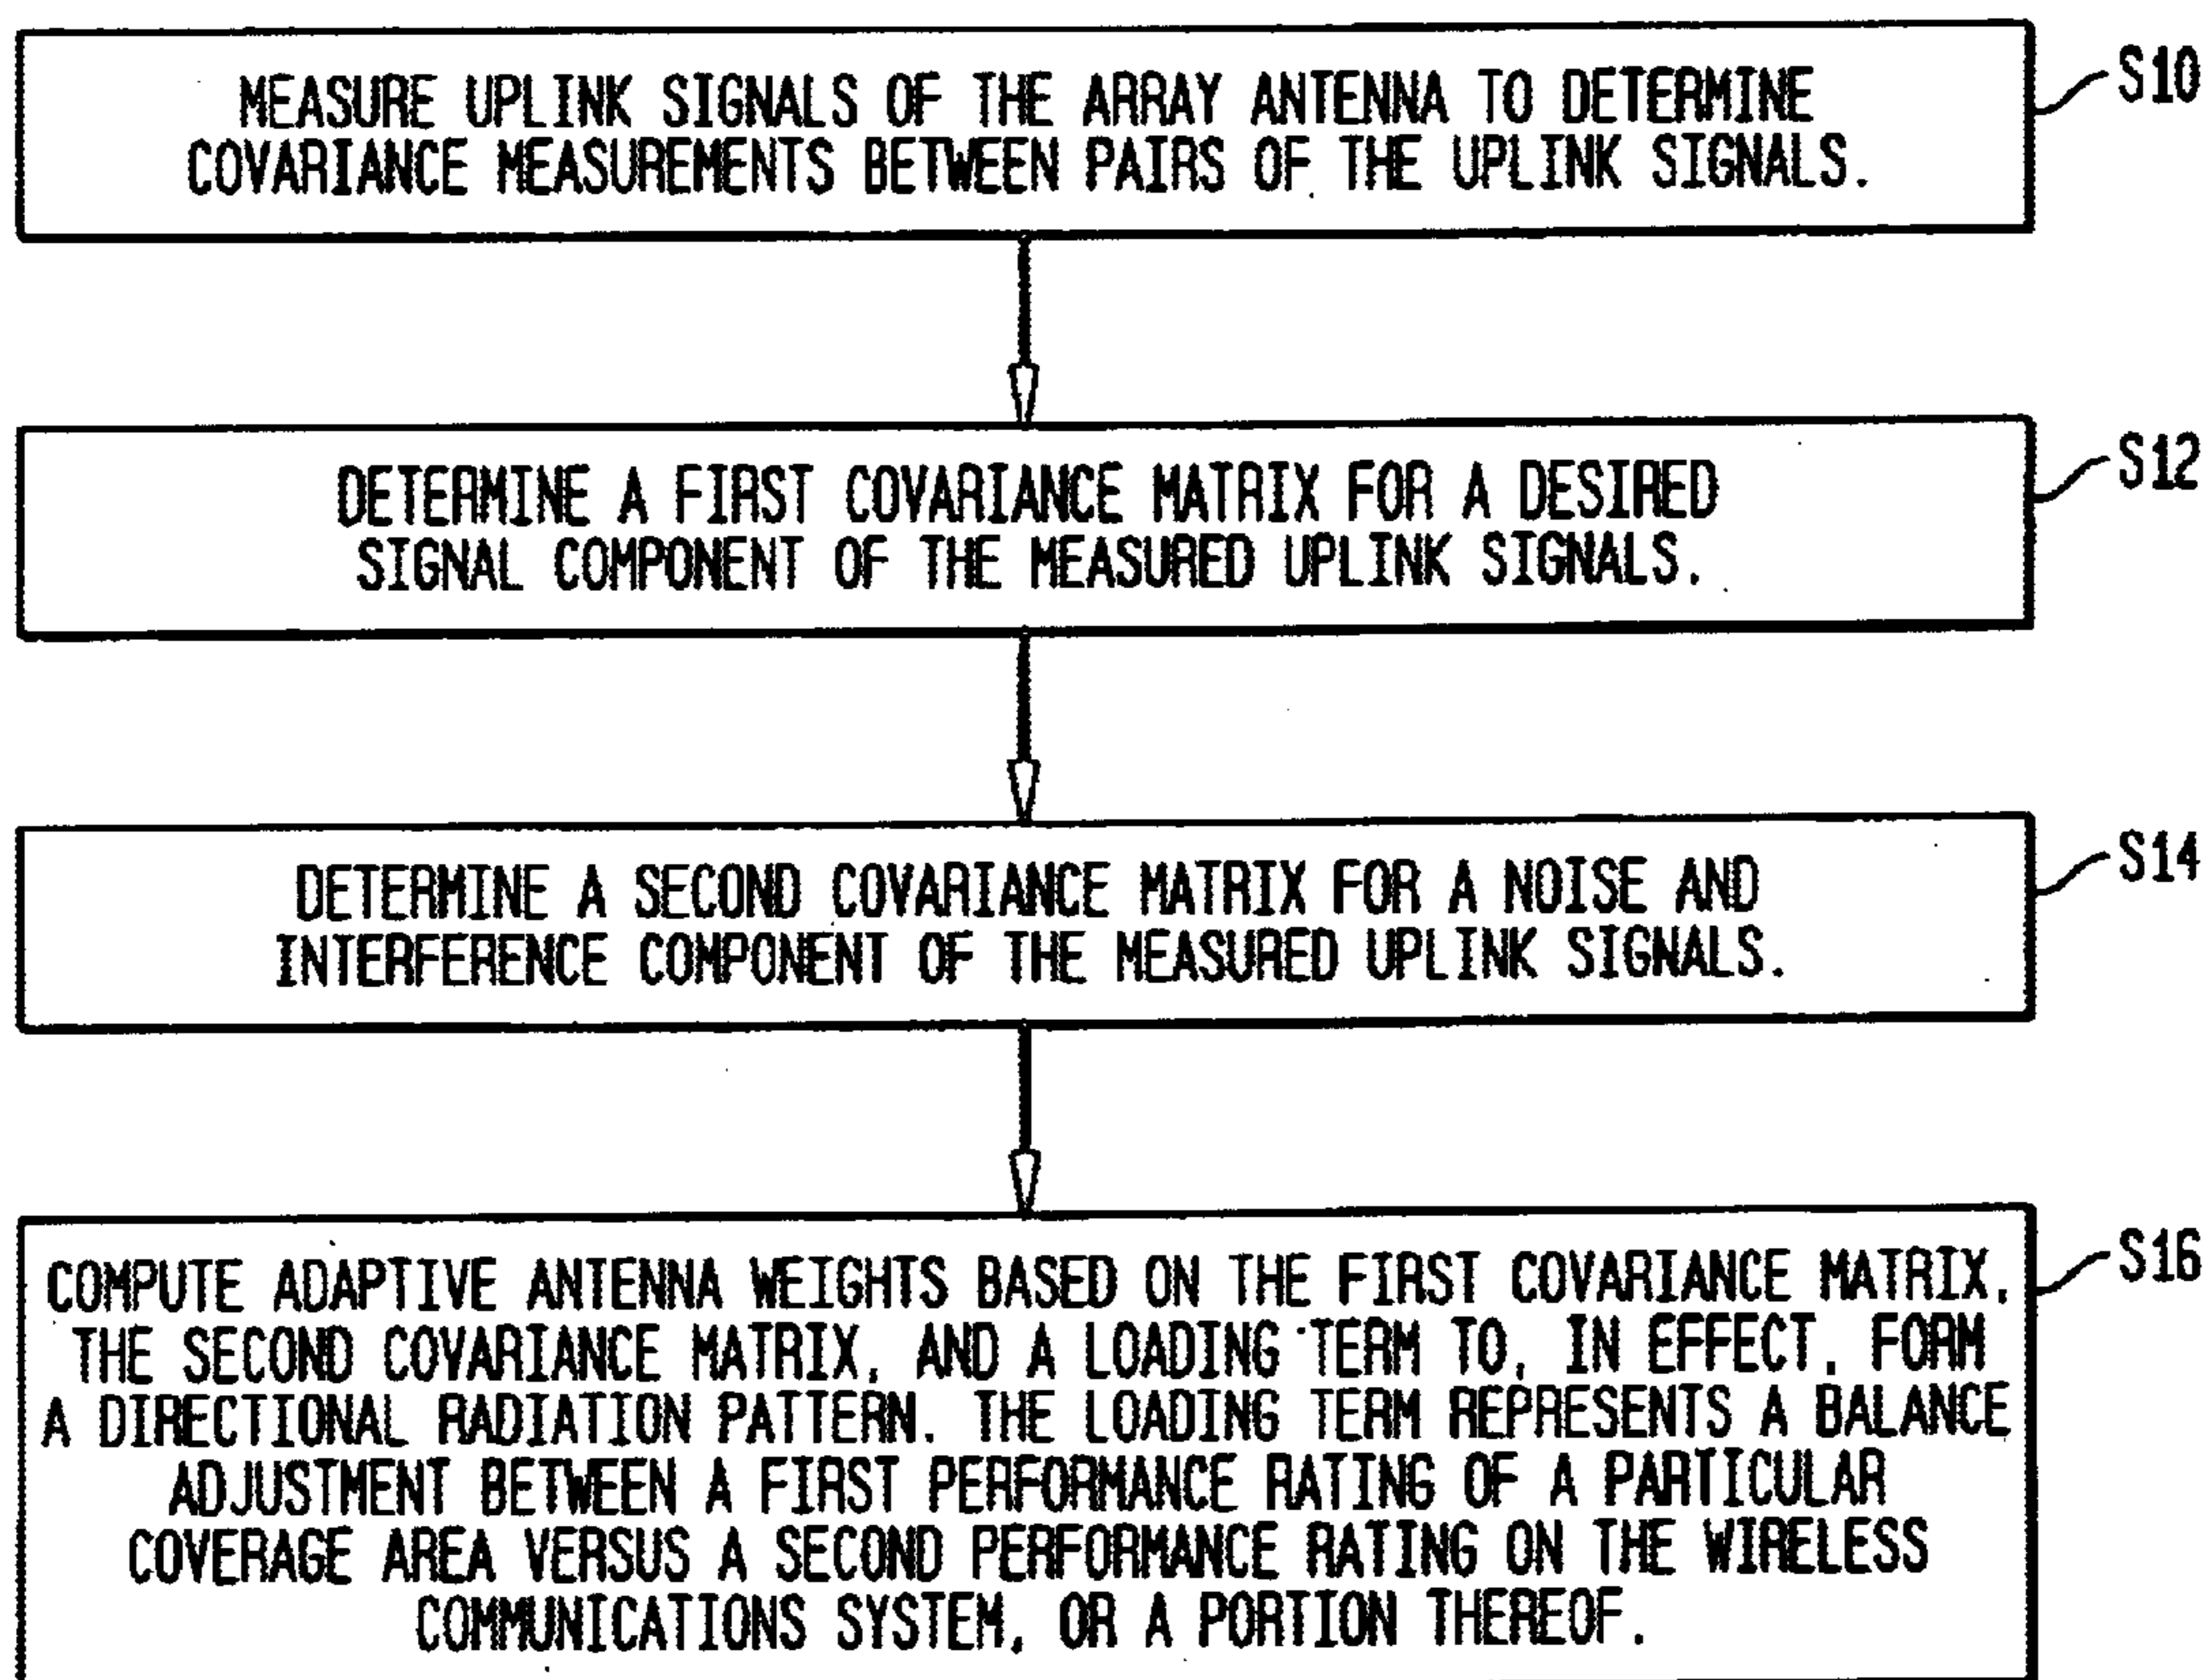 MEASURE UPLINK SIGNALS OF THE ARRAY ANTENNA TO DETERMINE
COVARIANCE MEASUREMENTS BETWEEN PAIRS OF THE UPLINK SIGNALS.
S10
DETERMINE A FIRST COVARIANCE MATRIX FOR A DESIRED
SIGNAL COMPONENT OF THE MEASURED UPLINK SIGNALS.
S12
DETERMINE A SECOND COVARIANCE MATRIX FOR A NOISE AND
INTERFERENCE COMPONENT OF THE MEASURED UPLINK SIGNALS.
S14
COMPUTE ADAPTIVE ANTENNA WEIGHTS BASED ON THE FIRST COVARIANCE MATRIX,
THE SECOND COVARIANCE MATRIX, AND A LOADING TERM TO, IN EFFECT, FORM
A DIRECTIONAL RADIATION PATTERN. THE LOADING TERM REPRESENTS A BALANCE
ADJUSTMENT BETWEEN A FIRST PERFORMANCE RATING OF A PARTICULAR
COVERAGE AREA VERSUS A SECOND PERFORMANCE RATING ON THE WIRELESS
COMMUNICATIONS SYSTEM, OR A PORTION THEREOF.
S16